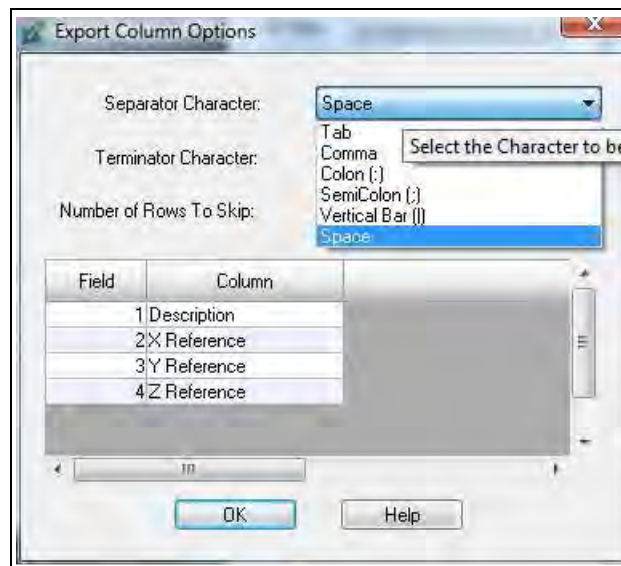 Export Column Options
Separator Character: Space
Tab
Terminator Character: Comma Select the Character to be
Colon (:)
SemiColon (;)
Number of Rows To Skip: Vertical Bar (|)
Space
Field Column
1 Description
2 X Reference
3 Y Reference
4 Z Reference
OK Help